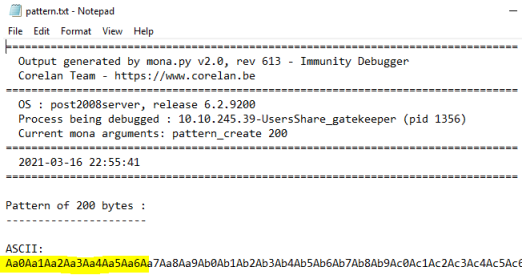 pattern.txt - Notepad
File Edit Format View Help
================================================================================
Output generated by mona.py v2.0, rev 613 - Immunity Debugger
Corelan Team - https://www.corelan.be
================================================================================
OS : post2008server, release 6.2.9200
Process being debugged : 10.10.245.39-UsersShare_gatekeeper (pid 1356)
Current mona arguments: pattern_create 200
================================================================================
2021-03-16 22:55:41
================================================================================
Pattern of 200 bytes :
----------------------
ASCII:
Aa0Aa1Aa2Aa3Aa4Aa5Aa6Aa7Aa8Aa9Ab0Ab1Ab2Ab3Ab4Ab5Ab6Ab7Ab8Ab9Ac0Ac1Ac2Ac3Ac4Ac5Ac6